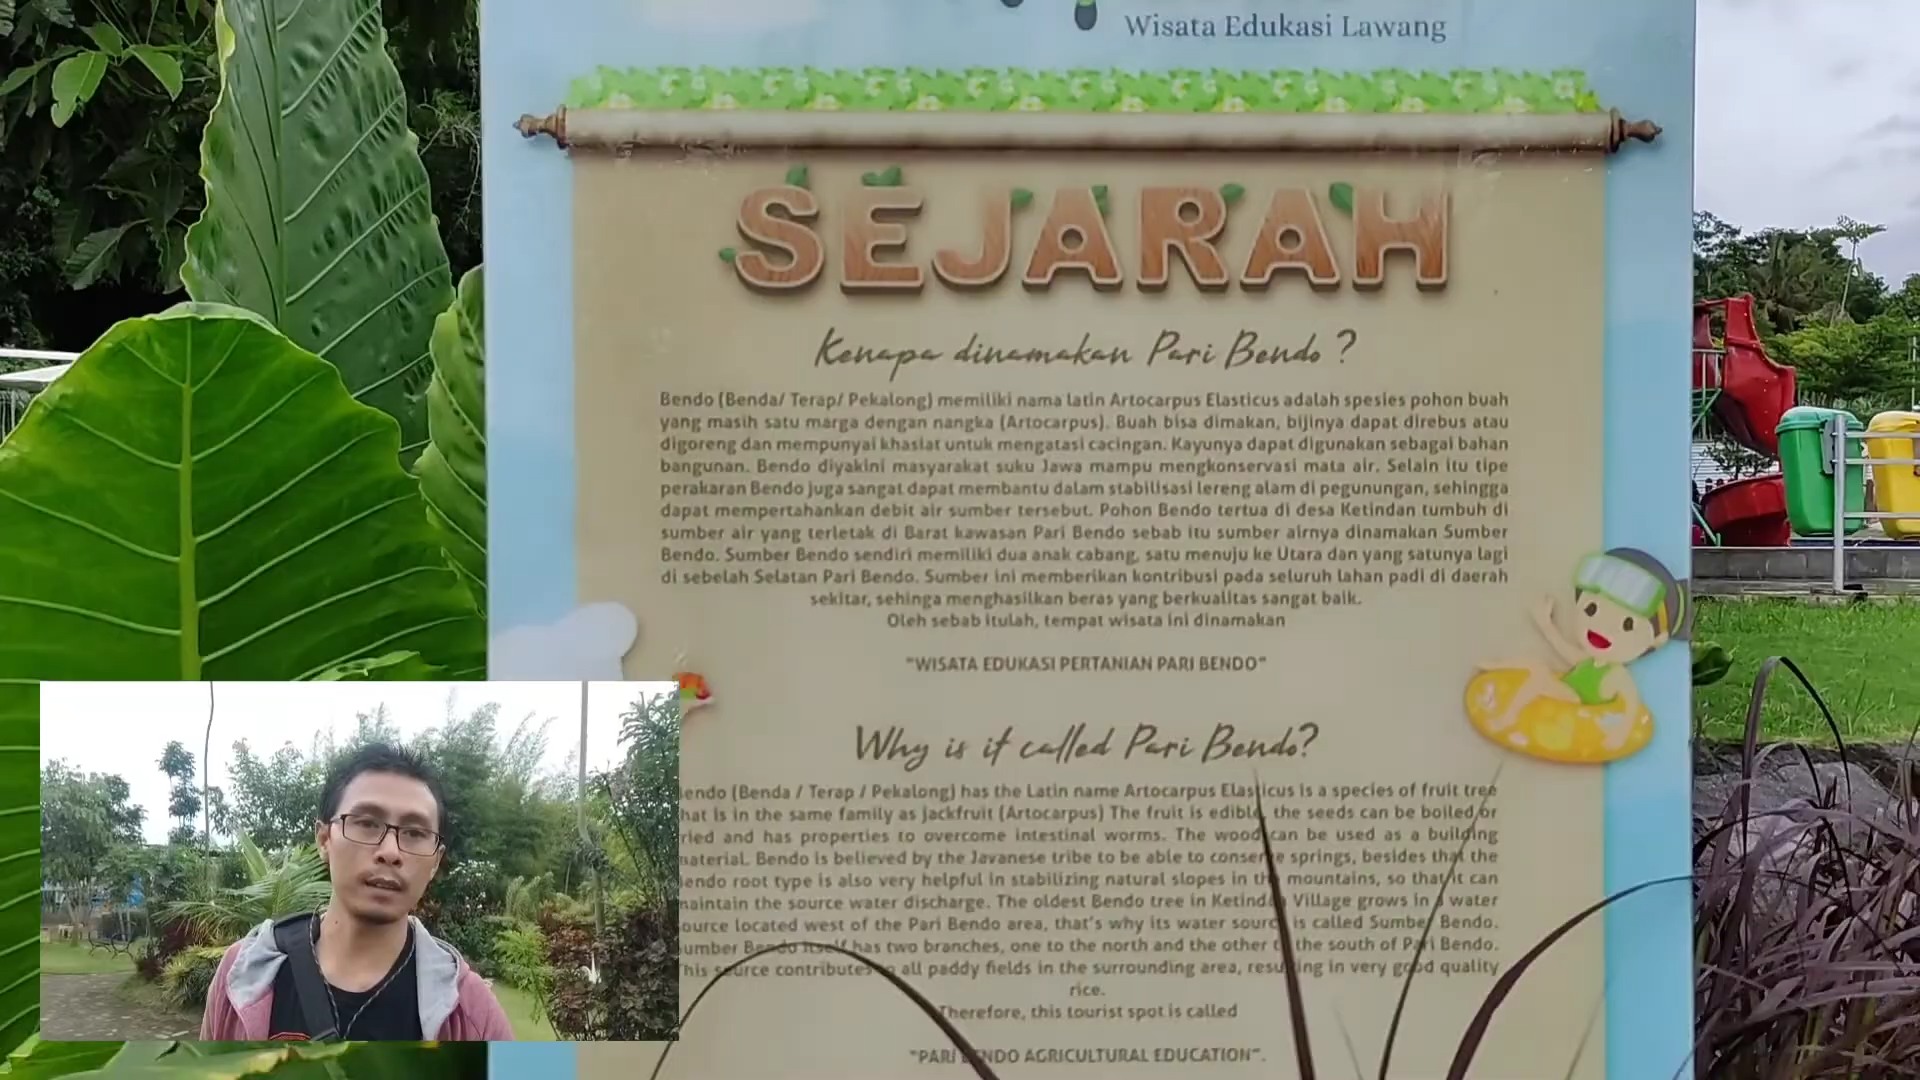 Wisata Edukasi Lawang
SEJARAH
Kenapa dinamakan Pari Bendo ?
Bendo (Benda/ Terap/ Pekalong) memiliki nama latin Artocarpus Elasticus adalah spesies pohon buah
yang masih satu marga dengan nangka (Artocarpus). Buah bisa dimakan, bijinya dapat direbus atau
digoreng dan mempunyai khasiat untuk mengatasi cacingan. Kayunya dapat digunakan sebagai bahan
bangunan. Bendo diyakini masyarakat suku Jawa mampu mengkonservasi mata air. Selain itu tipe
perakaran Bendo juga sangat dapat membantu dalam stabilisasi lereng alam di pegunungan, sehingga
dapat mempertahankan debit air sumber tersebut. Pohon Bendo tertua di desa Ketindan tumbuh di
sumber air yang terletak di Barat kawasan Pari Bendo sebab itu sumber airnya dinamakan Sumber
Bendo. Sumber Bendo sendiri memiliki dua anak cabang, satu menuju ke Utara dan yang satunya lagi
di sebelah Selatan Pari Bendo. Sumber ini memberikan kontribusi pada seluruh lahan padi di daerah
sekitar, sehinga menghasilkan beras yang berkualitas sangat baik.
Oleh sebab itulah, tempat wisata ini dinamakan
"WISATA EDUKASI PERTANIAN PARI BENDO"
Why is it called Pari Bendo?
endo (Benda / Terap / Pekalong) has the Latin name Artocarpus Elasticus is a species of fruit tree
hat is in the same family as jackfruit (Artocarpus) The fruit is edible, the seeds can be boiled or
ried and has properties to overcome intestinal worms. The wood can be used as a building
naterial. Bendo is believed by the Javanese tribe to be able to conserve springs, besides that the
endo root type is also very helpful in stabilizing natural slopes in the mountains, so that it can
naintain the source water discharge. The oldest Bendo tree in Ketindan Village grows in a water
ource located west of the Pari Bendo area, that's why its water source is called Sumber Bendo.
umber Bendo itself has two branches, one to the north and the other to the south of Pari Bendo.
his source contributes to all paddy fields in the surrounding area, resulting in very good quality
rice.
Therefore, this tourist spot is called
"PARI BENDO AGRICULTURAL EDUCATION".